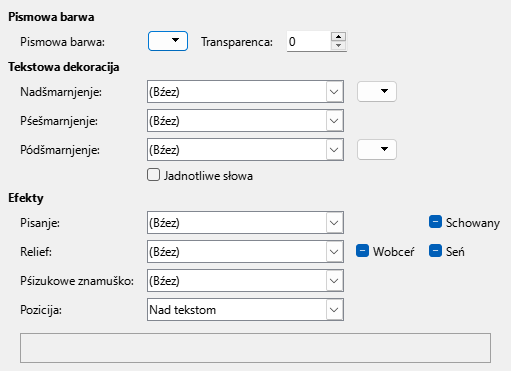 Pismowa barwa
Pismowa barwa: Transparenca: 0
Tekstowa dekoracija
Nadšmarnjenje: (Bźez)
Pśešmarnjenje: (Bźez)
Pódšmarnjenje: (Bźez)
Jadnotliwe słowa
Efekty
Pisanje: (Bźez) Schowany
Relief: (Bźez) Wobceŕ Seń
Pśizukowe znamuško: (Bźez)
Pozicija: Nad tekstom